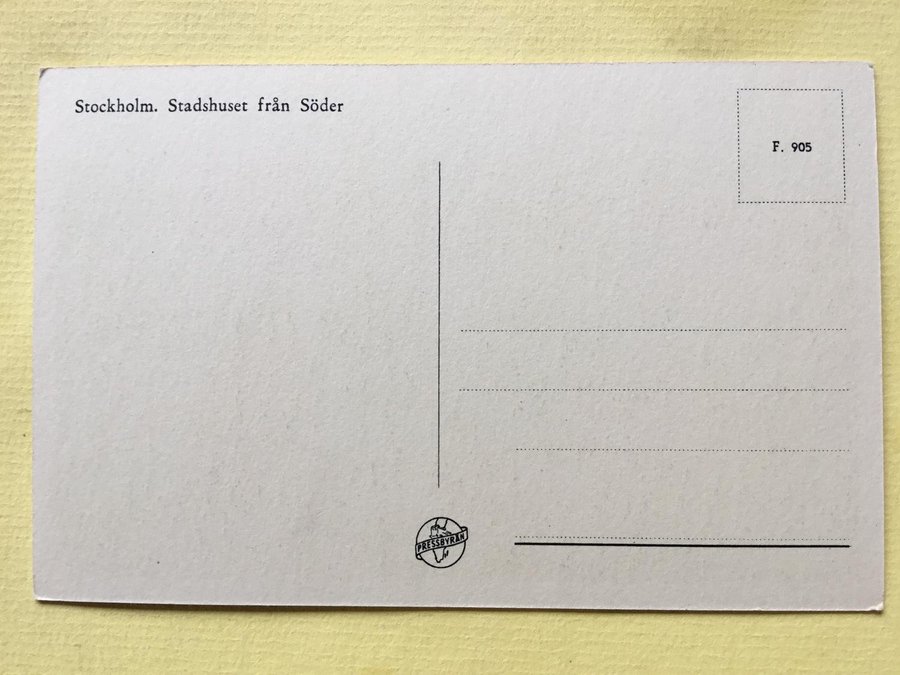 Stockholm. Stadshuset från Söder
F. 905
PRESSBYRÅN